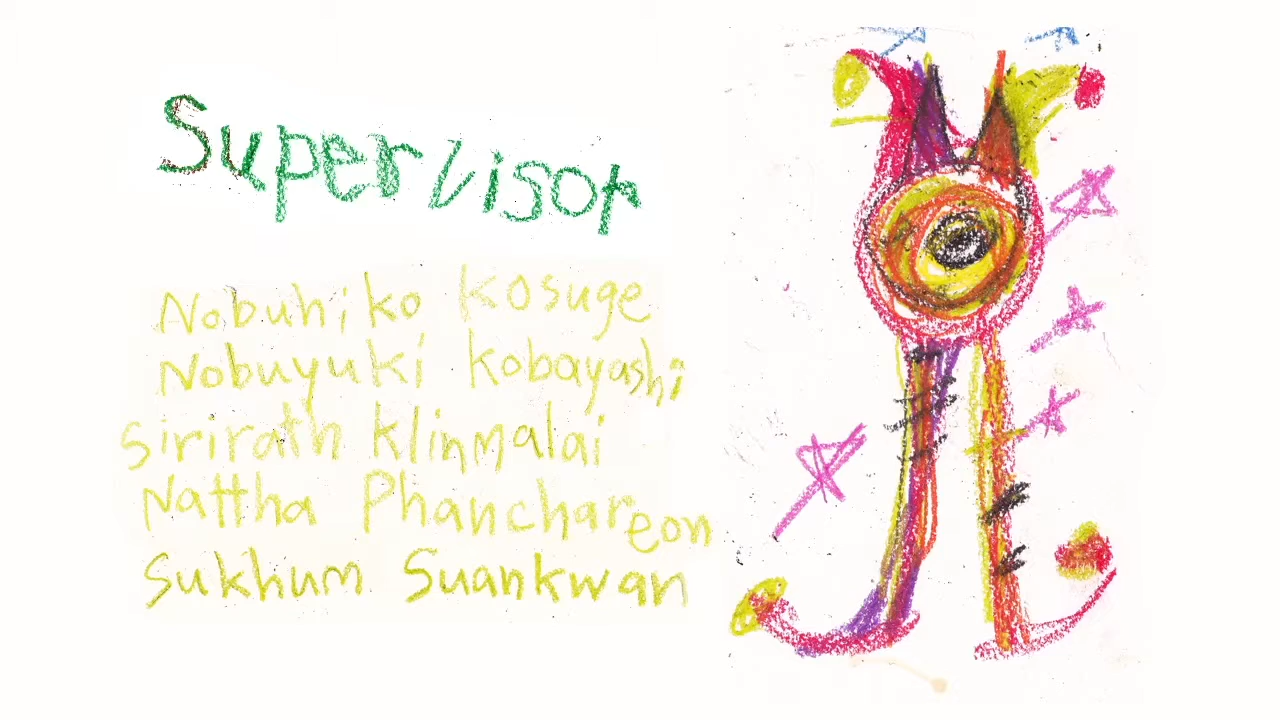 Supervisor
Nobuhiko Kosuge
Nobuyuki kobayashi
Sirirath Klinmalai
Nattha Phanchareon
Sukhum Suankwan